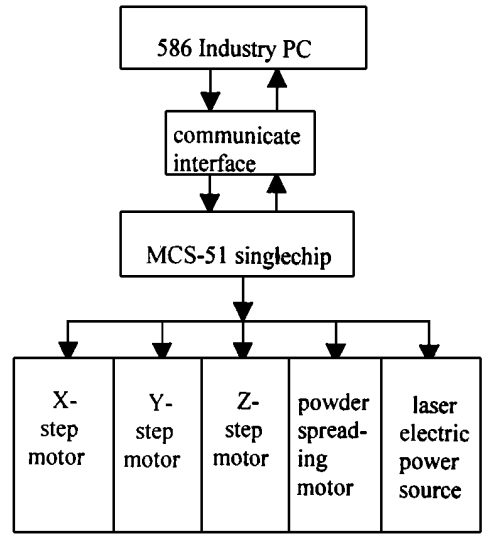 586 Industry PC
communicate
interface
MCS-51 singlechip
X-
step
motor
Y-
step
motor
Z-
step
motor
powder
spread-
ing
motor
laser
electric
power
source